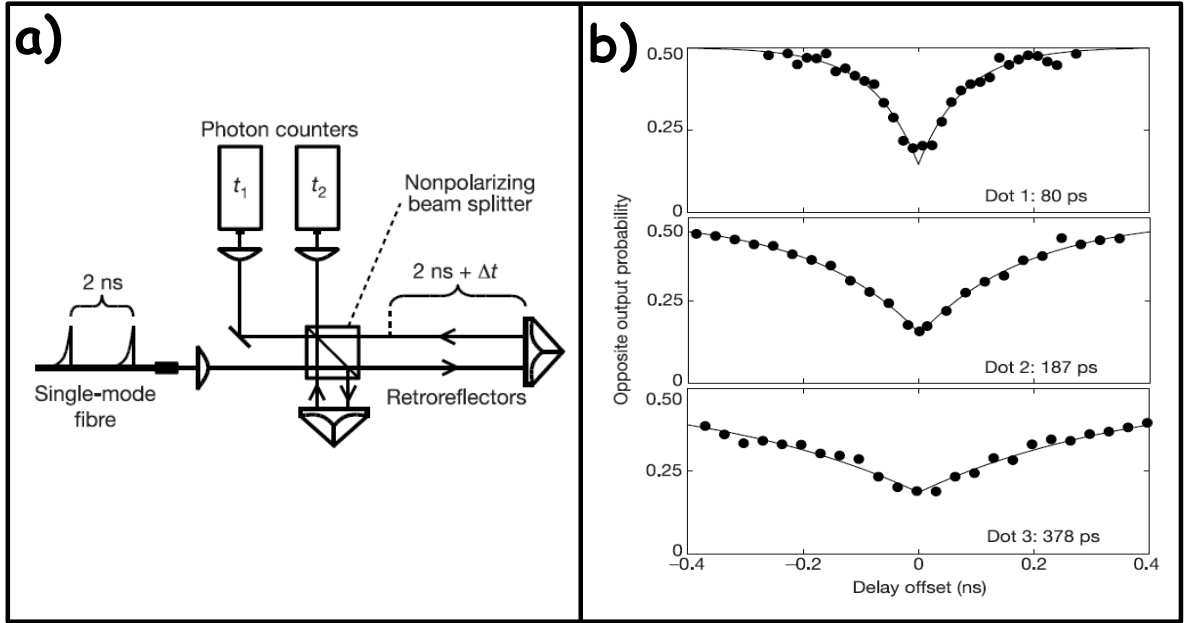 a)
Photon counters
t1
t2
Nonpolarizing
beam splitter
2 ns
2 ns + Δt
Single-mode
fibre
Retroreflectors
b)
Opposite output probability
0.50
0.25
0
Dot 1: 80 ps
0.50
0.25
0
Dot 2: 187 ps
0.50
0.25
0
Dot 3: 378 ps
−0.4
−0.2
0
0.2
0.4
Delay offset (ns)